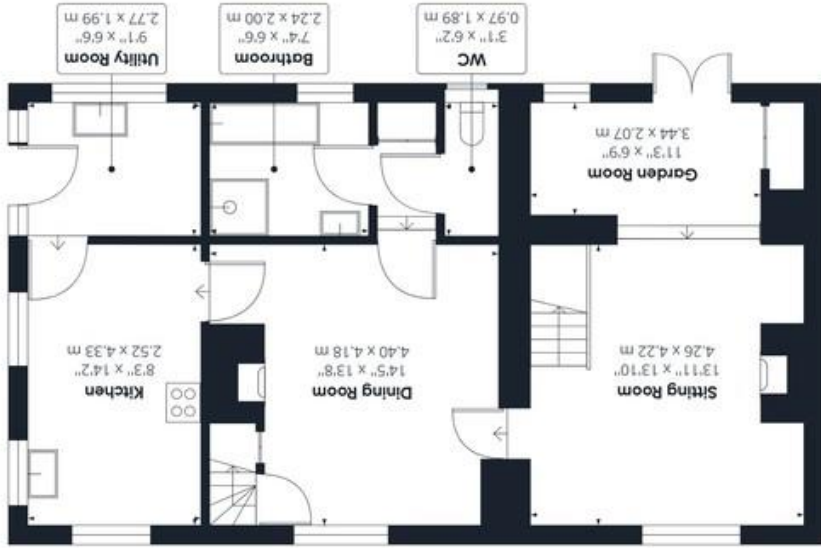 Sitting Room
13'11" x 13'10"
4.26 x 4.22 m
Dining Room
14'5" x 13'8"
4.40 x 4.18 m
Kitchen
8'3" x 14'2"
2.52 x 4.33 m
Garden Room
11'3" x 6'9"
3.44 x 2.07 m
WC
3'1" x 6'2"
0.97 x 1.89 m
Bathroom
7'4" x 6'6"
2.24 x 2.00 m
Utility Room
9'1" x 6'6"
2.77 x 1.99 m